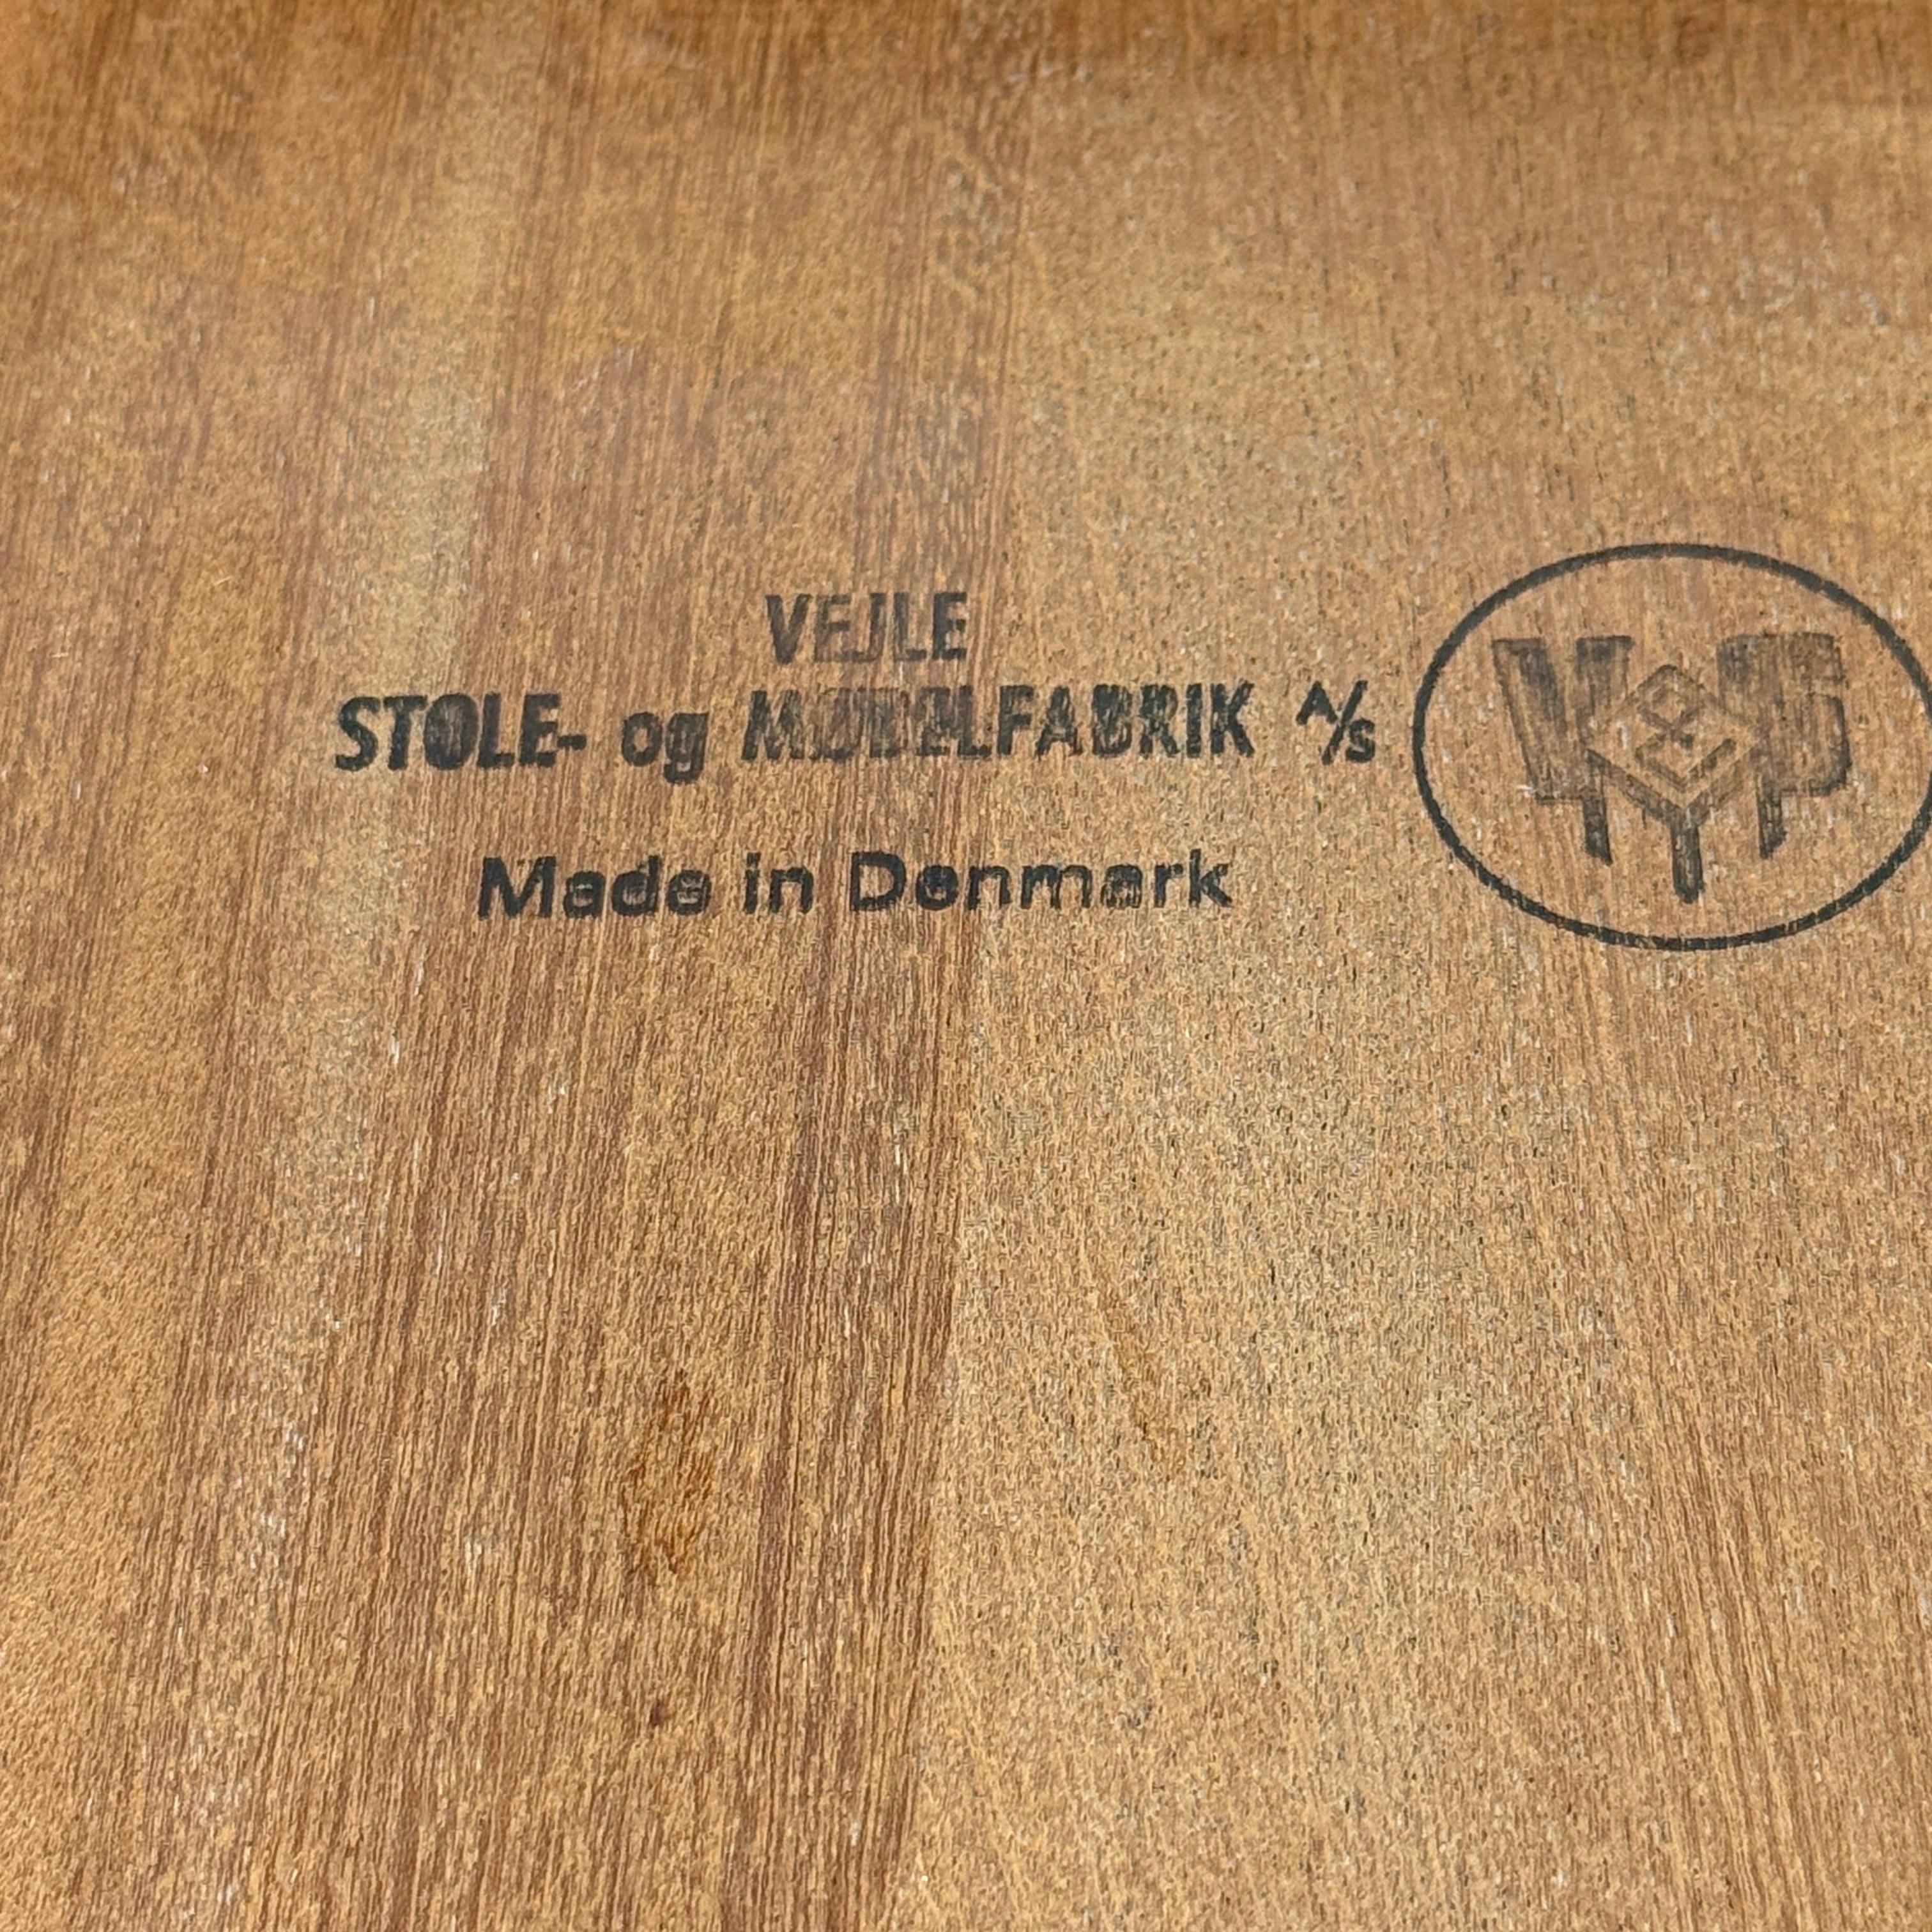 VEJLE
STOLE- og MØBELFABRIK A/S
Made in Denmark